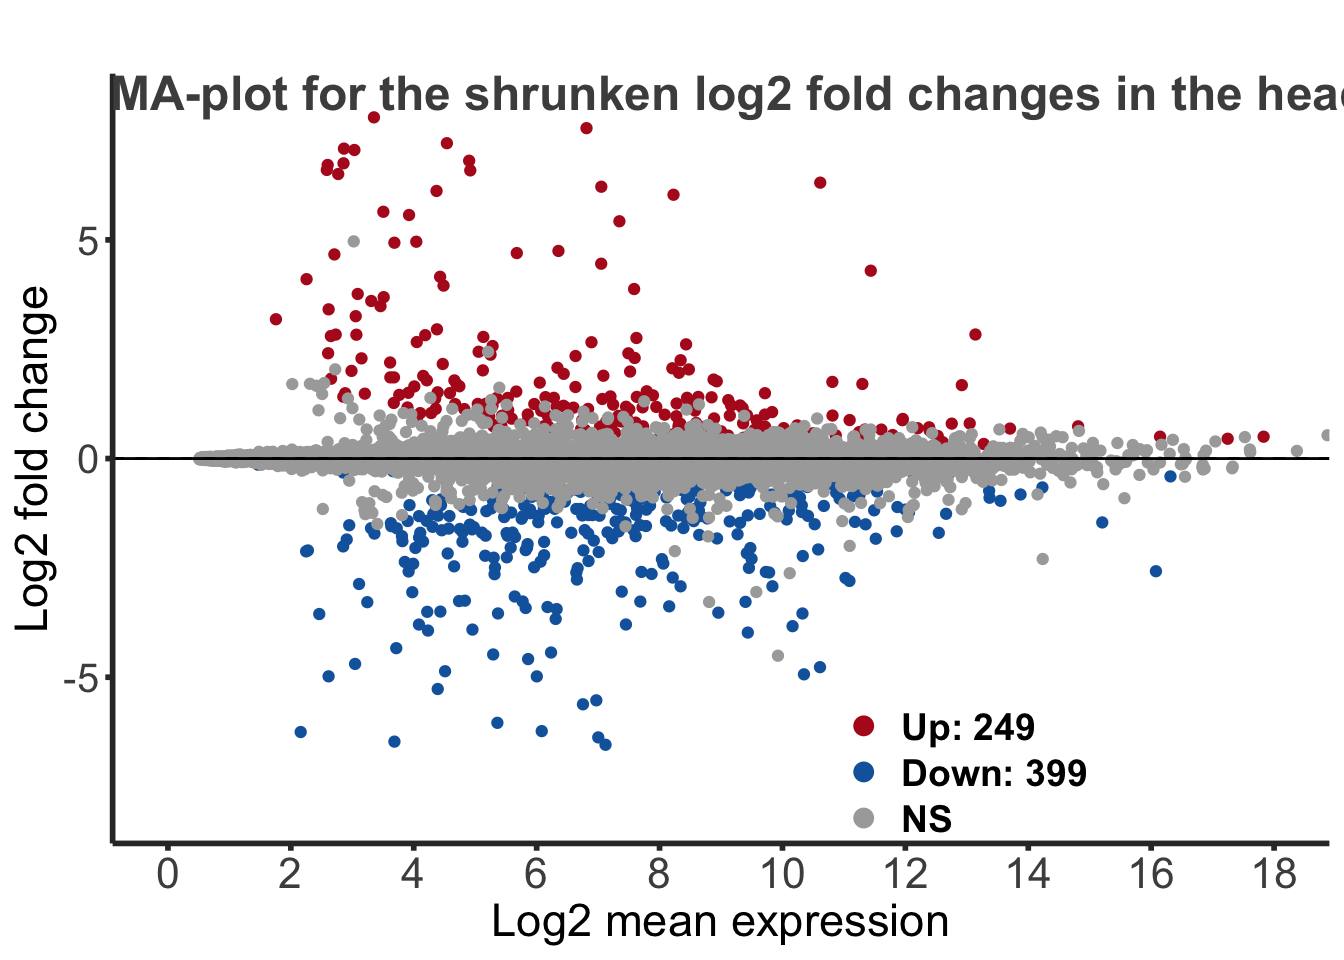 MA-plot for the shrunken log2 fold changes in the hea
Log2 fold change
5
0
-5
Up: 249
Down: 399
NS
0 2 4 6 8 10 12 14 16 18
Log2 mean expression